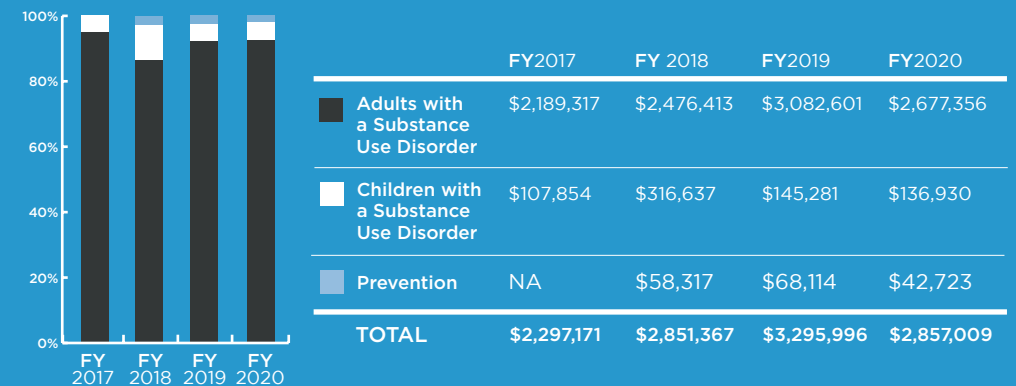 100%
80%
60%
40%
20%
0%
FY FY FY FY
2017 2018 2019 2020
FY2017 FY 2018 FY2019 FY2020
Adults with $2,189,317 $2,476,413 $3,082,601 $2,677,356
a Substance
Use Disorder
Children with $107,854 $316,637 $145,281 $136,930
a Substance
Use Disorder
Prevention NA $58,317 $68,114 $42,723
TOTAL $2,297,171 $2,851,367 $3,295,996 $2,857,009